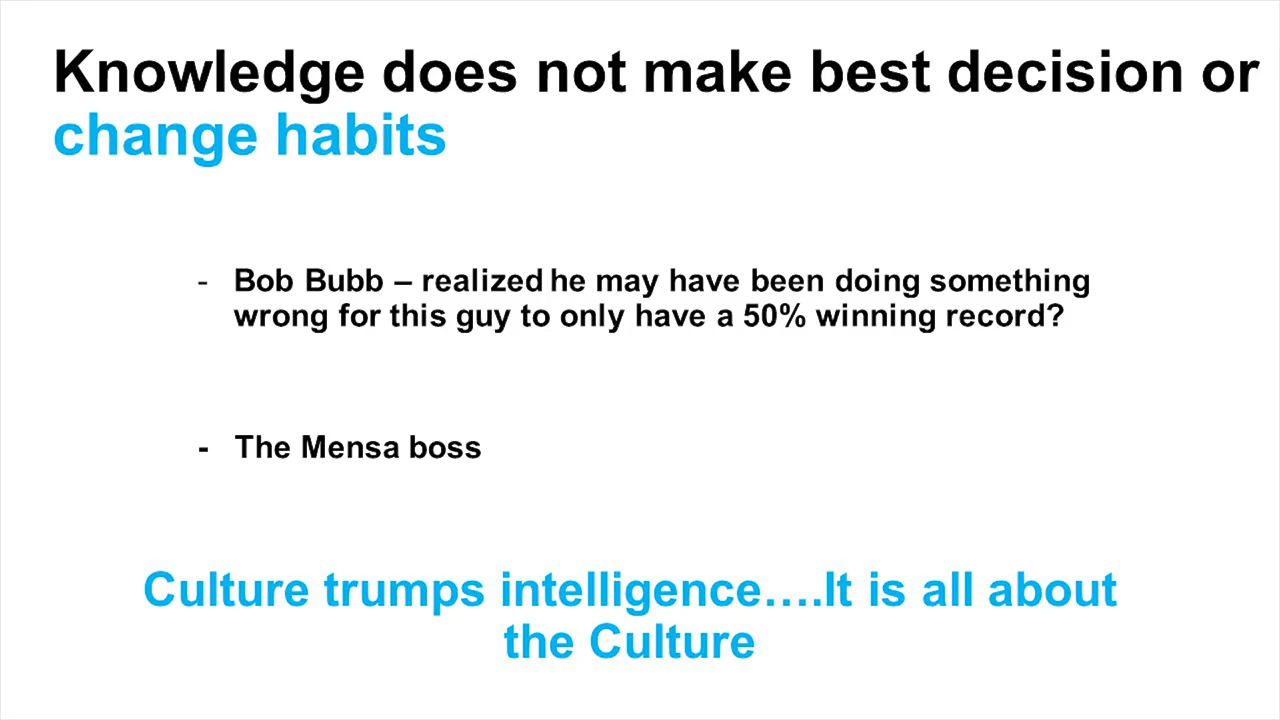 Knowledge does not make best decision or
change habits
- Bob Bubb – realized he may have been doing something
wrong for this guy to only have a 50% winning record?
- The Mensa boss
Culture trumps intelligence….It is all about
the Culture